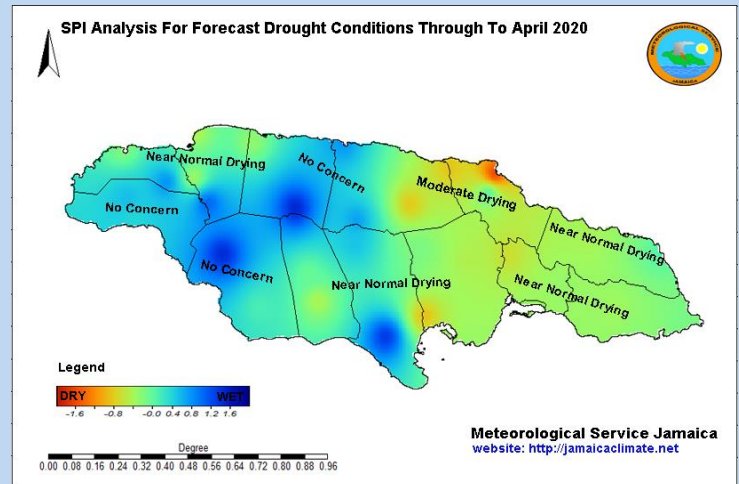 SPI Analysis For Forecast Drought Conditions Through To April 2020
METEOROLOGICAL SERVICE
JAMAICA
Near Normal Drying
No Concern
Moderate Drying
No Concern
Near Normal Drying
No Concern
Near Normal Drying
Near Normal Drying
Legend
DRY WET
-1.6 -0.8 -0.0 0.4 0.8 1.2 1.6
Degree
0.00 0.08 0.16 0.24 0.32 0.40 0.48 0.56 0.64 0.72 0.80 0.88 0.96
Meteorological Service Jamaica
website: http://jamaicaclimate.net